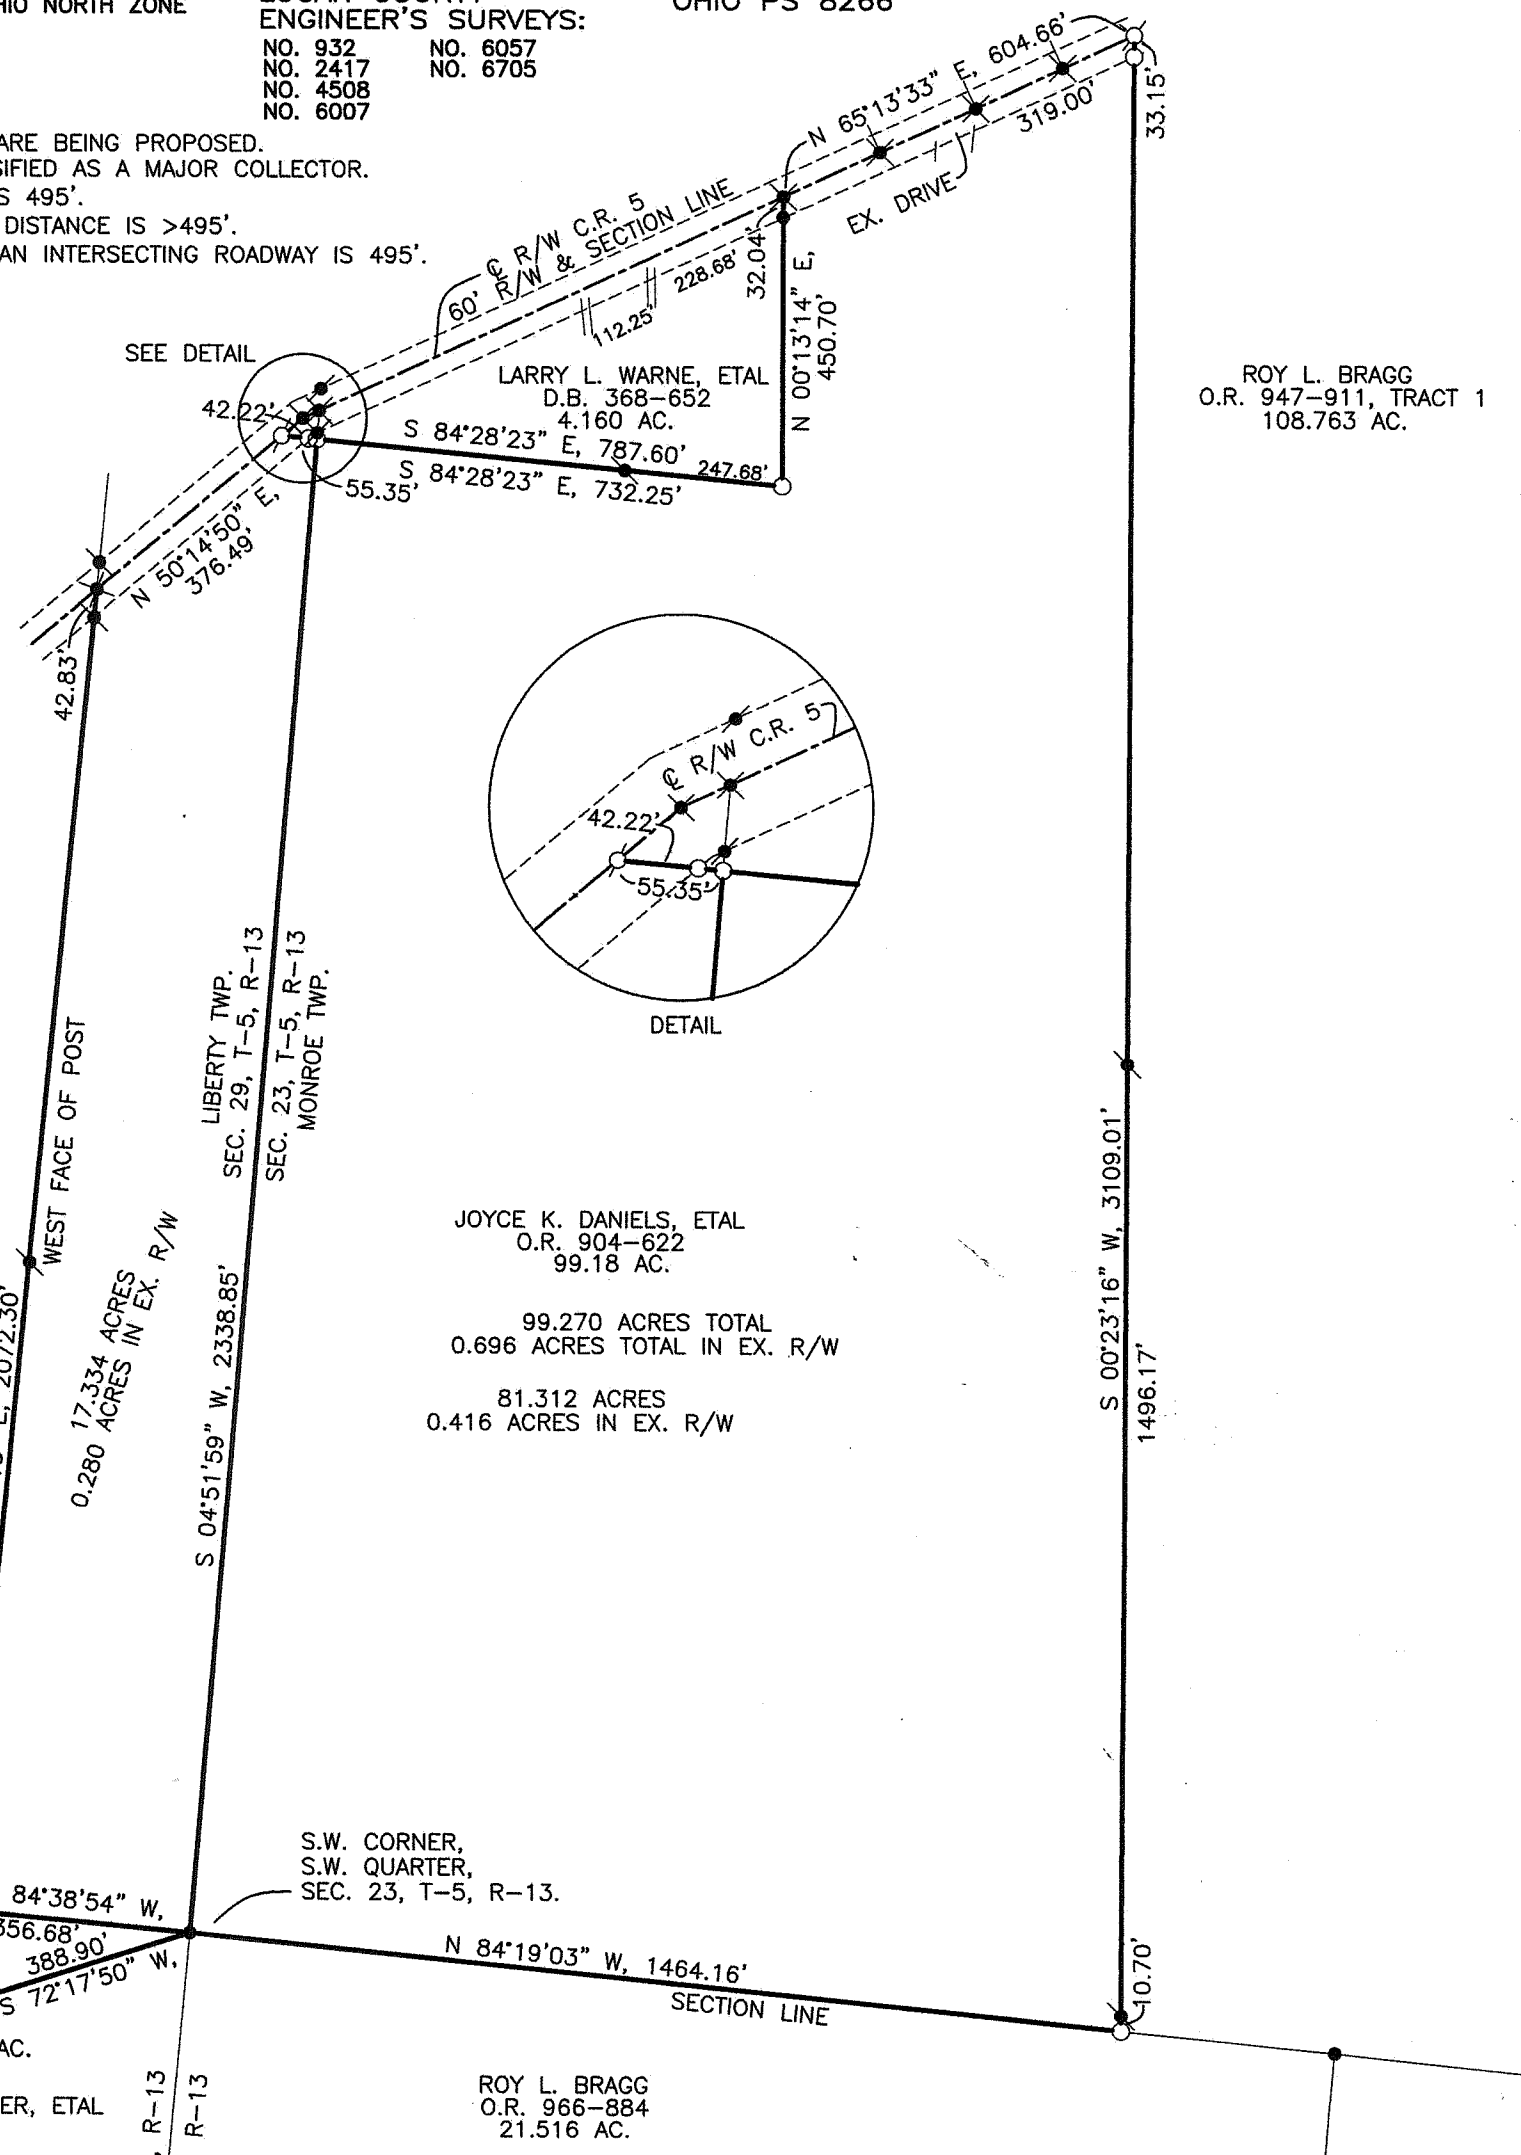 HIO NORTH ZONE
ENGINEER'S SURVEYS:
NO. 932 NO. 6057
NO. 2417 NO. 6705
NO. 4508
NO. 6007
OHIO PS 8266
ARE BEING PROPOSED.
SIFIED AS A MAJOR COLLECTOR.
S 495'.
DISTANCE IS >495'.
AN INTERSECTING ROADWAY IS 495'.
N 65°13'33" E, 604.66'
319.00'
33.15'
EX. DRIVE
60' R/W & SECTION LINE
℄ R/W C.R. 5
228.68'
112.25'
32.04'
N 00°13'14" E,
450.70'
SEE DETAIL
42.22'
LARRY L. WARNE, ETAL
D.B. 368-652
4.160 AC.
S 84°28'23" E, 787.60'
S 84°28'23" E, 732.25'
247.68'
55.35'
ROY L. BRAGG
O.R. 947-911, TRACT 1
108.763 AC.
N 50°14'50" E,
376.49'
42.83'
℄ R/W C.R. 5
42.22'
55.35'
DETAIL
LIBERTY TWP.
SEC. 29, T-5, R-13
SEC. 23, T-5, R-13
MONROE TWP.
WEST FACE OF POST
E, 2072.30'
17.334 ACRES
0.280 ACRES IN EX. R/W
S 04°51'59" W, 2338.85'
JOYCE K. DANIELS, ETAL
O.R. 904-622
99.18 AC.
99.270 ACRES TOTAL
0.696 ACRES TOTAL IN EX. R/W
81.312 ACRES
0.416 ACRES IN EX. R/W
S 00°23'16" W, 3109.01'
1496.17'
S.W. CORNER,
S.W. QUARTER,
SEC. 23, T-5, R-13.
84°38'54" W,
356.68'
388.90'
S 72°17'50" W,
N 84°19'03" W, 1464.16'
SECTION LINE
10.70'
AC.
ER, ETAL
R-13
R-13
ROY L. BRAGG
O.R. 966-884
21.516 AC.